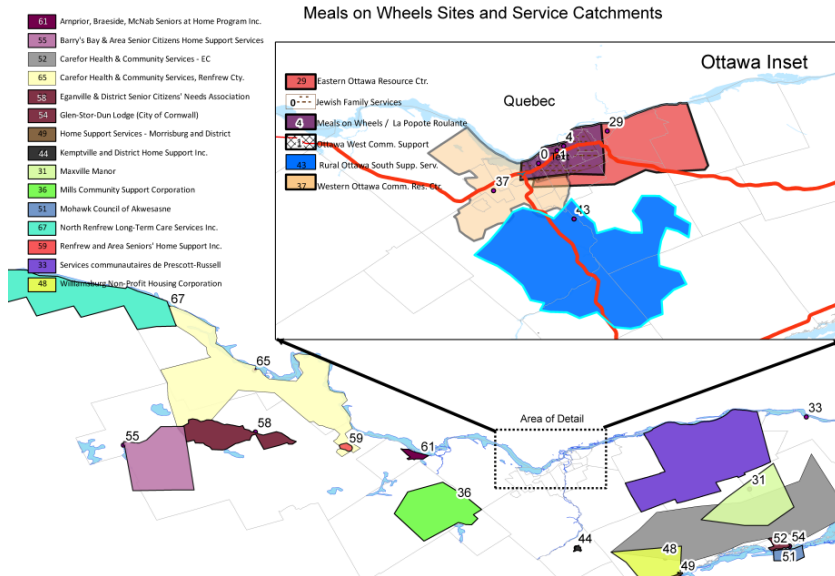 Meals on Wheels Sites and Service Catchments
61 Arnprior, Braeside, McNab Seniors at Home Program Inc.
55 Barry's Bay & Area Senior Citizens Home Support Services
52 Carefor Health & Community Services - EC
65 Carefor Health & Community Services, Renfrew Cty.
58 Eganville & District Senior Citizens' Needs Association
54 Glen-Stor-Dun Lodge (City of Cornwall)
49 Home Support Services - Morrisburg and District
44 Kemptville and District Home Support Inc.
31 Maxville Manor
36 Mills Community Support Corporation
51 Mohawk Council of Akwesasne
67 North Renfrew Long-Term Care Services Inc.
59 Renfrew and Area Seniors' Home Support Inc.
33 Services communautaires de Prescott-Russell
48 Williamsburg Non-Profit Housing Corporation
Ottawa Inset
29 Eastern Ottawa Resource Ctr.
0 Jewish Family Services
4 Meals on Wheels / La Popote Roulante
1 Ottawa West Comm. Support
43 Rural Ottawa South Supp. Serv.
37 Western Ottawa Comm. Res. Ctr.
Quebec
29
4
0
1
37
43
67
65
Area of Detail
33
58
55
59
61
31
36
44
52
54
48
51
49